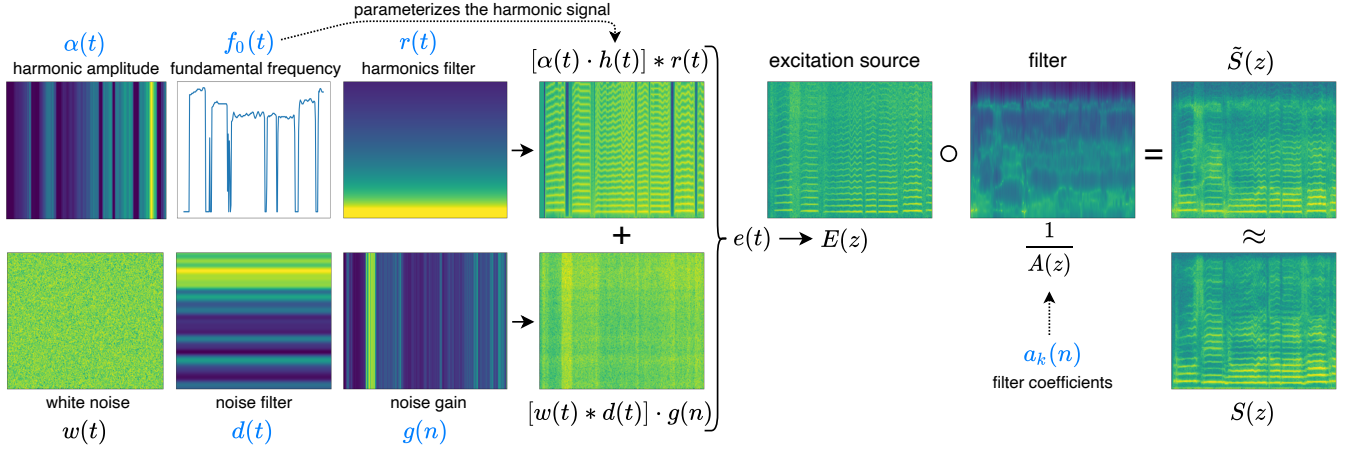 parameterizes the harmonic signal
α(t)
f₀(t)
r(t)
harmonic amplitude
fundamental frequency
harmonics filter
[α(t) · h(t)] ∗ r(t)
excitation source
filter
S̃(z)
+
e(t)
E(z)
○
=
1
A(z)
≈
aₖ(n)
filter coefficients
white noise
noise filter
noise gain
[w(t) ∗ d(t)] · g(n)
w(t)
d(t)
g(n)
S(z)